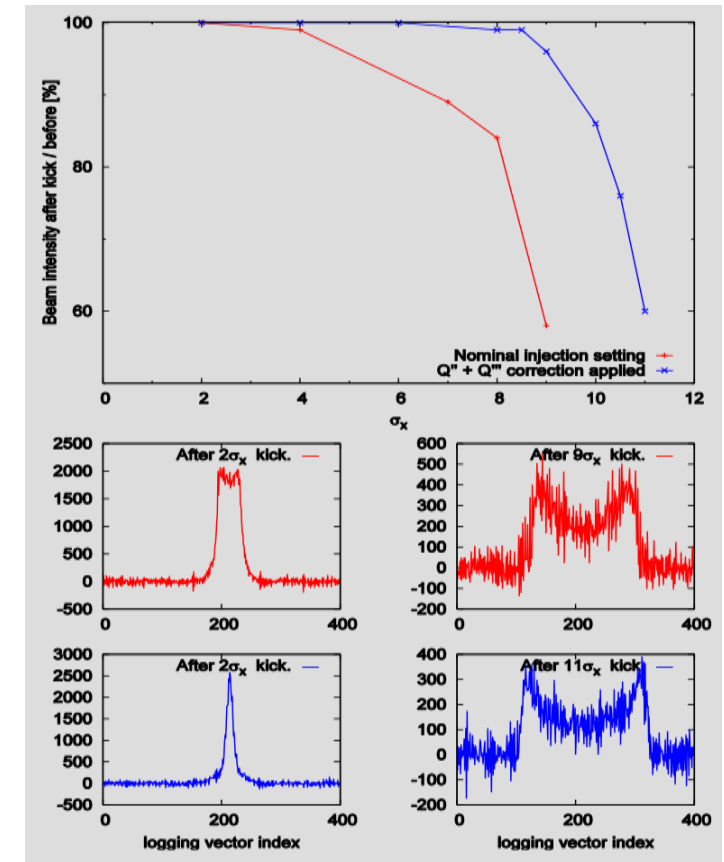 Beam intensity after kick / before [%]
100
80
60
0 2 4 6 8 10 12
σx
Nominal injection setting
Q" + Q"' correction applied
2500
2000
1500
1000
500
0
-500
After 2σx kick.
0 200 400
600
500
400
300
200
100
0
-100
-200
After 9σx kick.
0 200 400
3000
2500
2000
1500
1000
500
0
-500
After 2σx kick.
0 200 400
logging vector index
400
300
200
100
0
-100
-200
After 11σx kick.
0 200 400
logging vector index